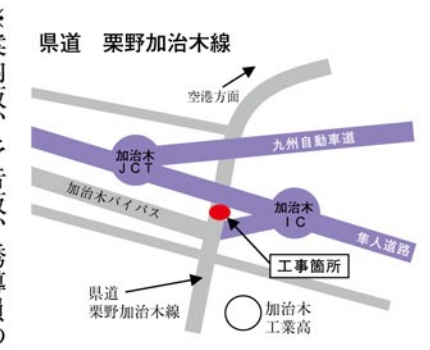 県道 栗野加治木線
空港方面
九州自動車道
加治木
JCT
加治木バイパス
加治木
IC
隼人道路
工事箇所
県道
栗野加治木線
加治木
工業高